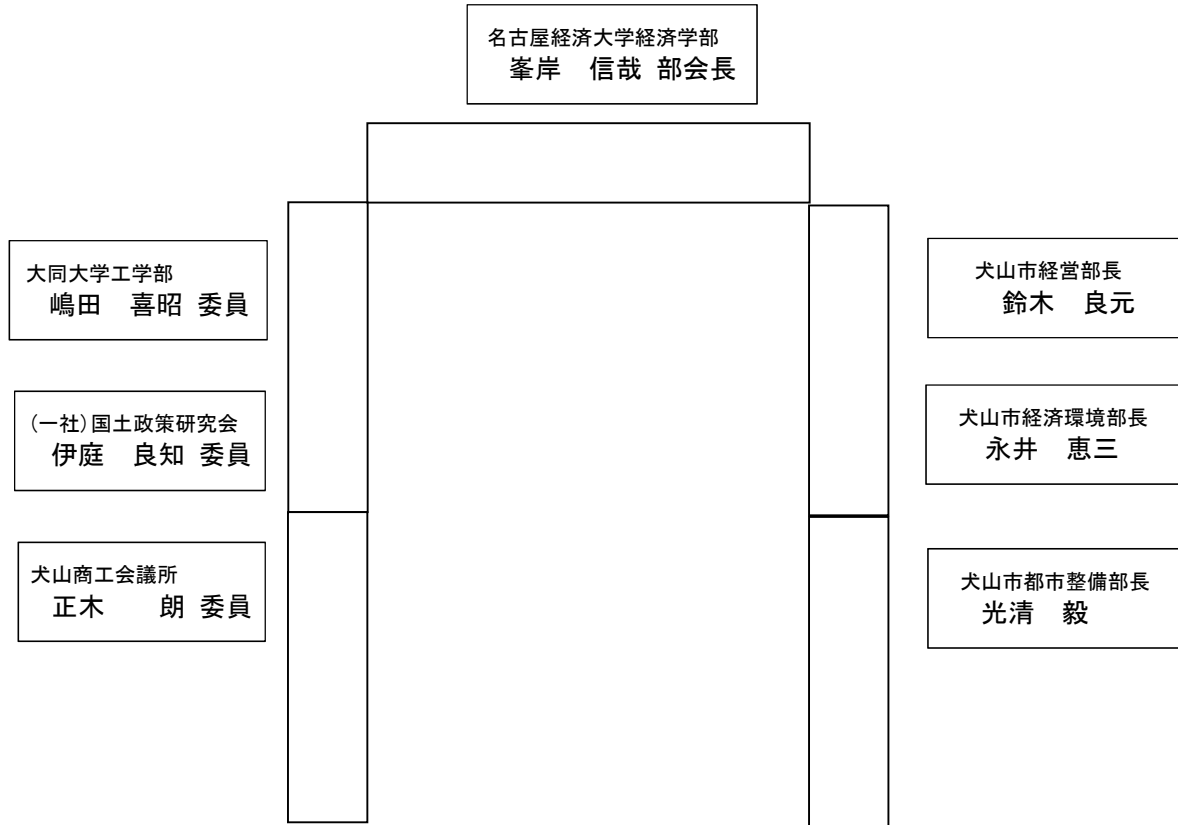 名古屋経済大学経済学部
峯岸　信哉 部会長
大同大学工学部
嶋田　喜昭 委員
（一社）国土政策研究会
伊庭　良知 委員
犬山商工会議所
正木　　朗 委員
犬山市経営部長
鈴木　良元
犬山市経済環境部長
永井　恵三
犬山市都市整備部長
光清　毅